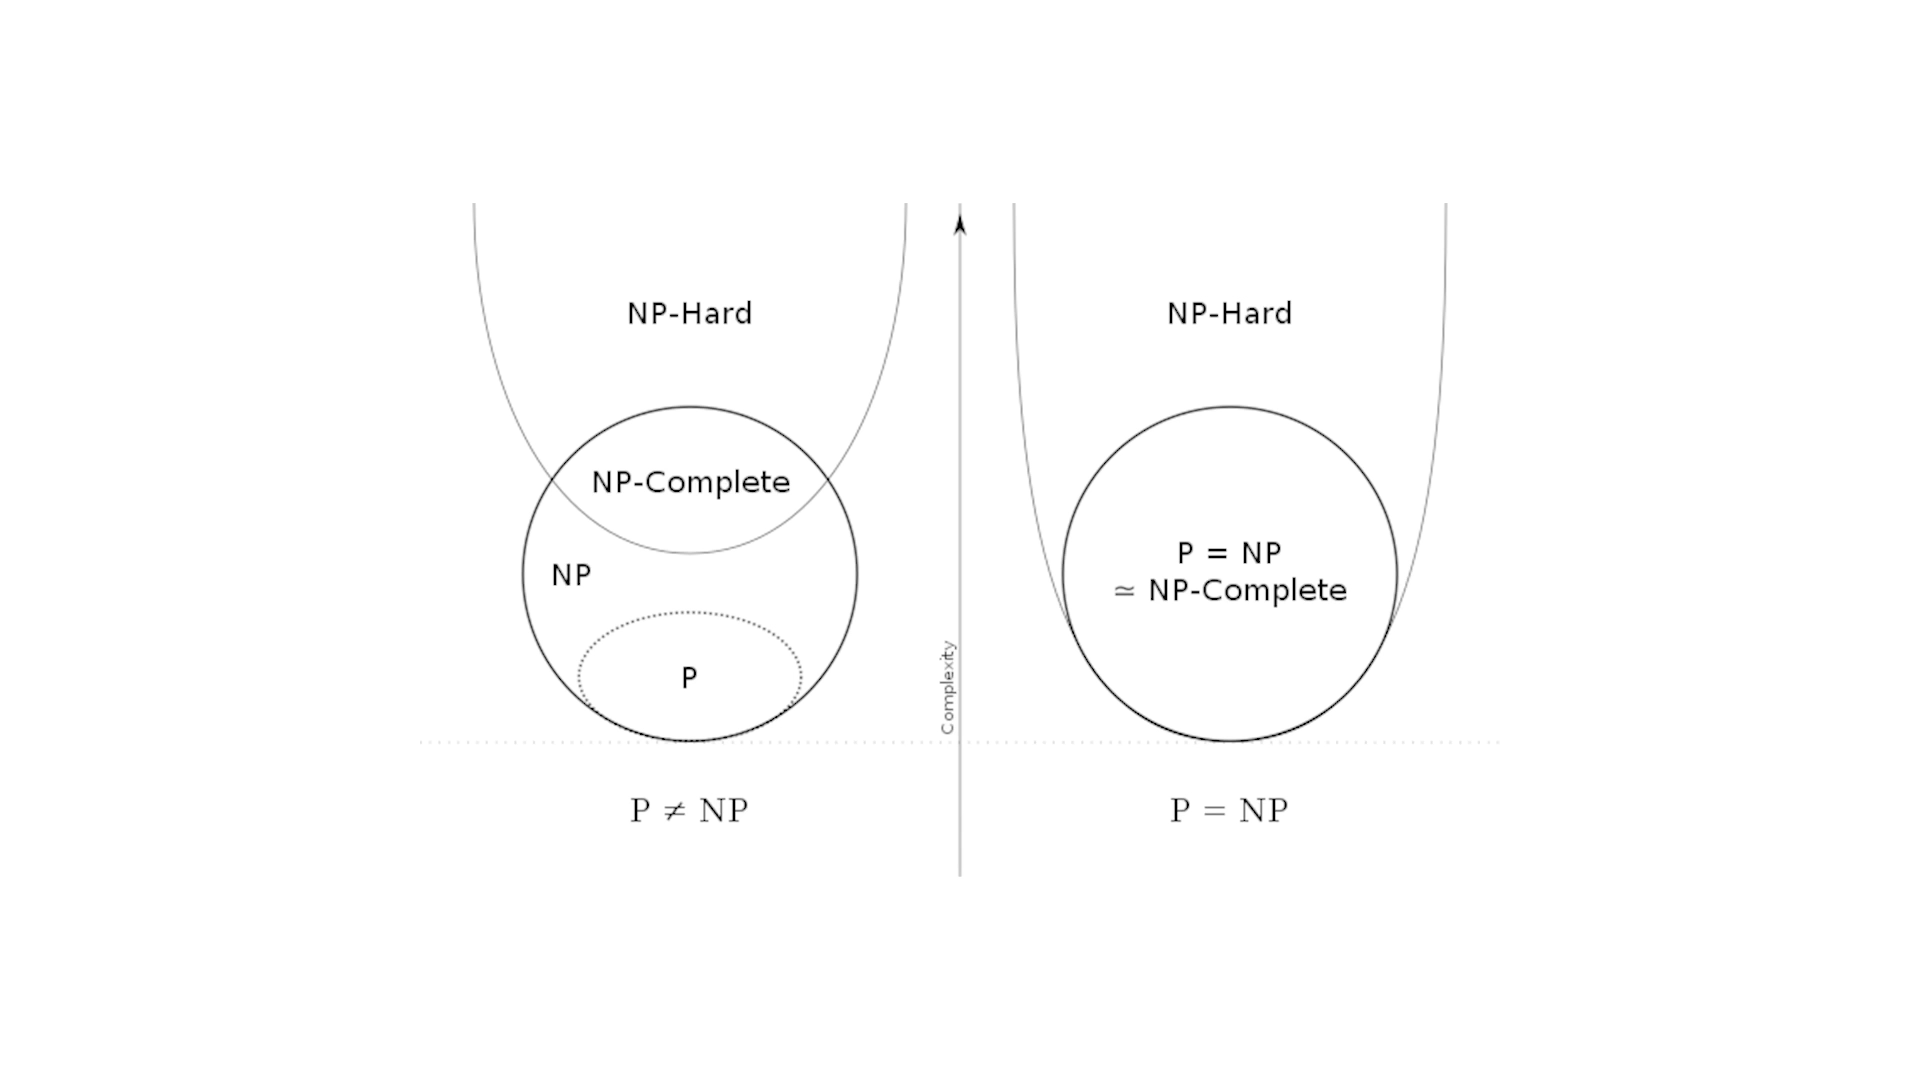 NP-Hard
NP-Complete
NP
P
P ≠ NP
Complexity
NP-Hard
P = NP
≃ NP-Complete
P = NP